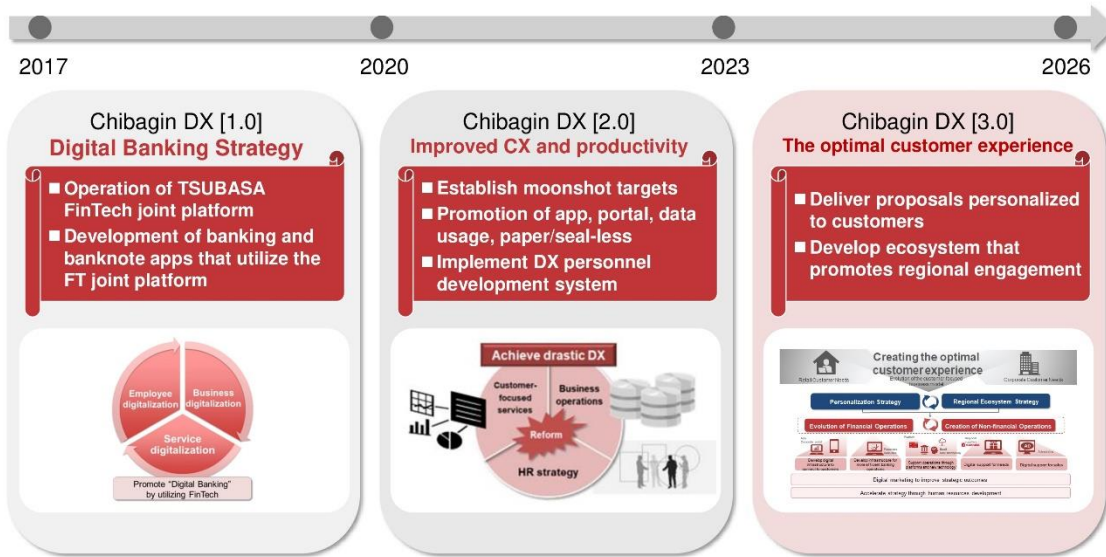 2017
2020
2023
2026
Chibagin DX [1.0]
Digital Banking Strategy
■ Operation of TSUBASA
FinTech joint platform
■ Development of banking and
banknote apps that utilize the
FT joint platform
Employee
digitalization
Business
digitalization
Service
digitalization
Promote “Digital Banking”
by utilizing FinTech
Chibagin DX [2.0]
Improved CX and productivity
■ Establish moonshot targets
■ Promotion of app, portal, data
usage, paper/seal-less
■ Implement DX personnel
development system
Achieve drastic DX
Customer-
focused
services
Business
operations
Reform
HR strategy
Chibagin DX [3.0]
The optimal customer experience
■ Deliver proposals personalized
to customers
■ Develop ecosystem that
promotes regional engagement
Creating the optimal
customer experience
Retail Customer Needs
Corporate Customer Needs
Personalization Strategy
Regional Ecosystem Strategy
Evolution of Financial Operations
Creation of Non-financial Operations
Digital marketing to improve strategic outcomes
Accelerate strategy through human resources development